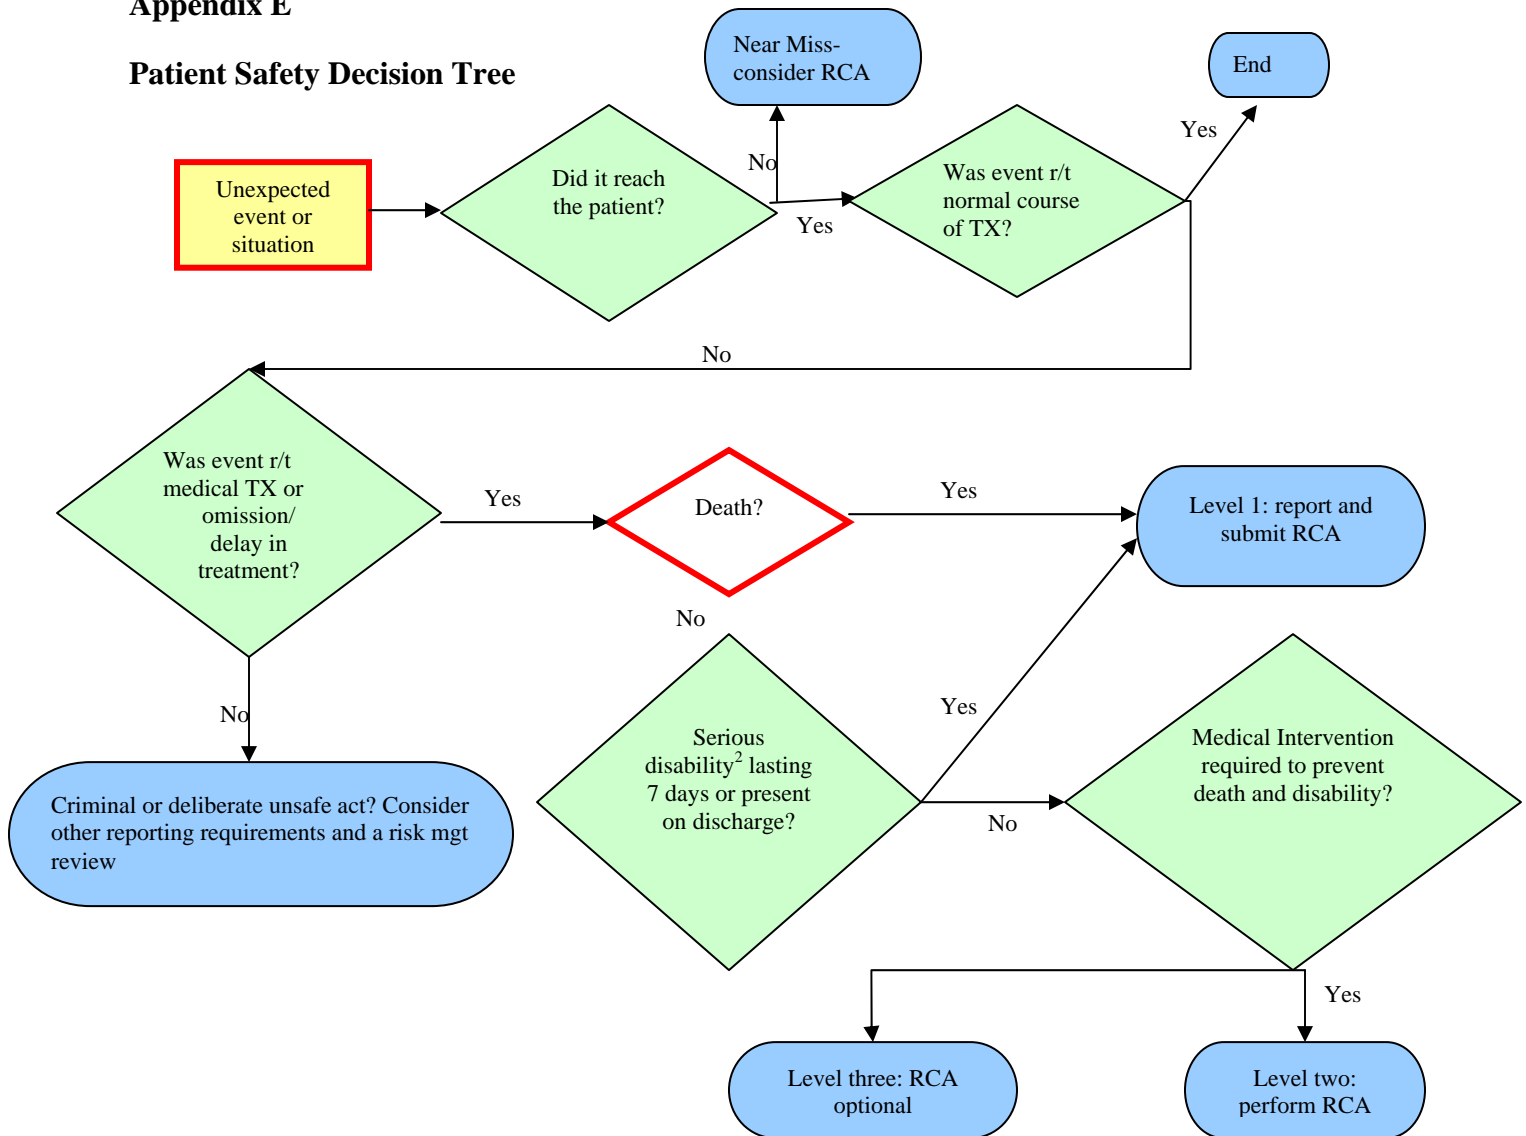 Appendix E
Patient Safety Decision Tree
Near Miss-
consider RCA
End
Yes
No
Unexpected
event or
situation
Did it reach
the patient?
Yes
Was event r/t
normal course
of TX?
No
Was event r/t
medical TX or
omission/
delay in
treatment?
Yes
Death?
Yes
Level 1: report and
submit RCA
No
No
Yes
Serious
disability² lasting
7 days or present
on discharge?
No
Medical Intervention
required to prevent
death and disability?
Criminal or deliberate unsafe act? Consider
other reporting requirements and a risk mgt
review
Yes
Level three: RCA
optional
Level two:
perform RCA